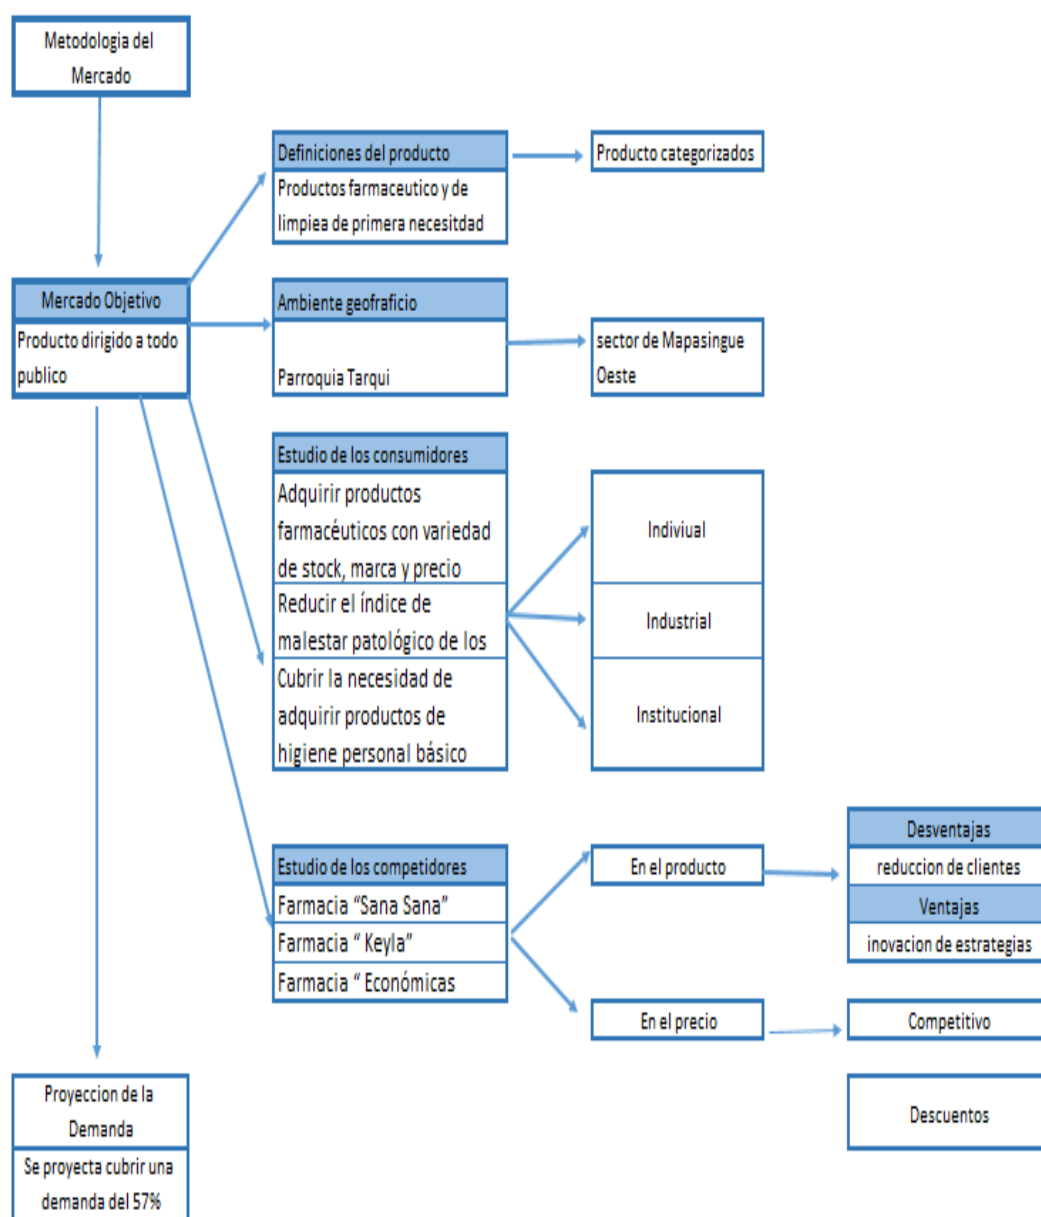 Metodologia del
Mercado
Definiciones del producto
Productos farmaceutico y de
limpiea de primera necesitdad
Producto categorizados
Mercado Objetivo
Producto dirigido a todo
publico
Ambiente geofraficio
Parroquia Tarqui
sector de Mapasingue
Oeste
Estudio de los consumidores
Adquirir productos
farmacéuticos con variedad
de stock, marca y precio
Reducir el índice de
malestar patológico de los
Cubrir la necesidad de
adquirir productos de
higiene personal básico
Indiviual
Industrial
Institucional
Estudio de los competidores
Farmacia “Sana Sana”
Farmacia “ Keyla”
Farmacia “ Económicas
En el producto
Desventajas
reduccion de clientes
Ventajas
inovacion de estrategias
En el precio
Competitivo
Descuentos
Proyeccion de la
Demanda
Se proyecta cubrir una
demanda del 57%